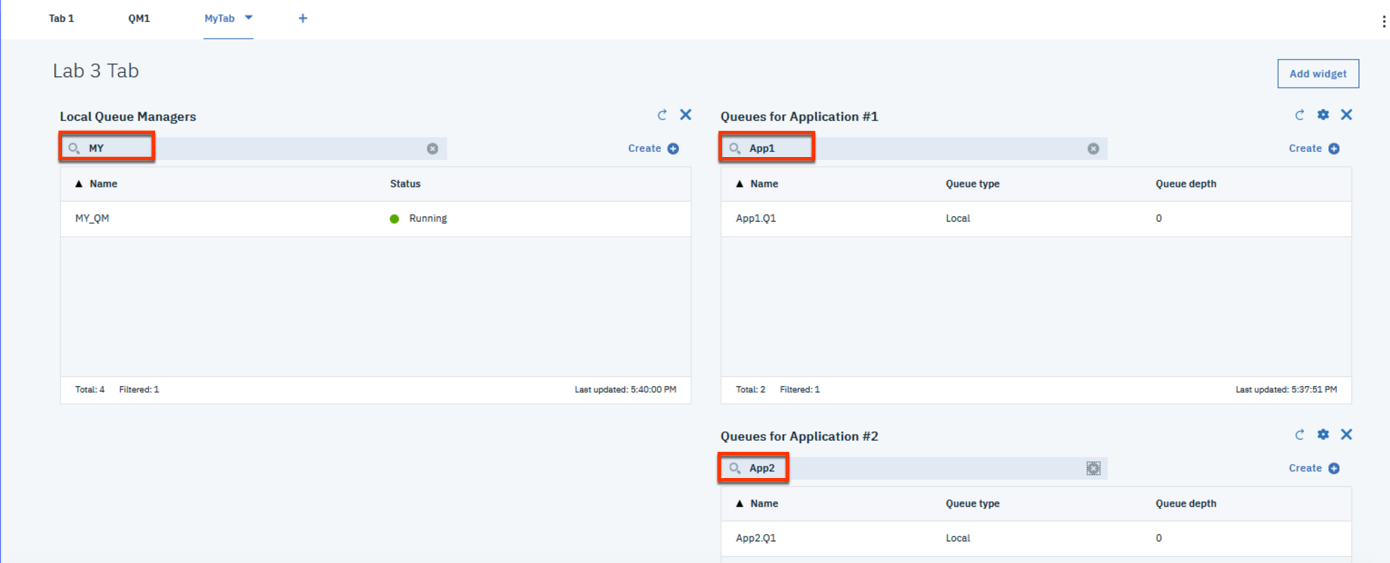 Tab 1 QM1 MyTab +
Lab 3 Tab
Add widget
Local Queue Managers
MY
Create
Name Status
MY_QM Running
Total: 4 Filtered: 1 Last updated: 5:40:00 PM
Queues for Application #1
App1
Create
Name Queue type Queue depth
App1.Q1 Local 0
Total: 2 Filtered: 1 Last updated: 5:37:51 PM
Queues for Application #2
App2
Create
Name Queue type Queue depth
App2.Q1 Local 0